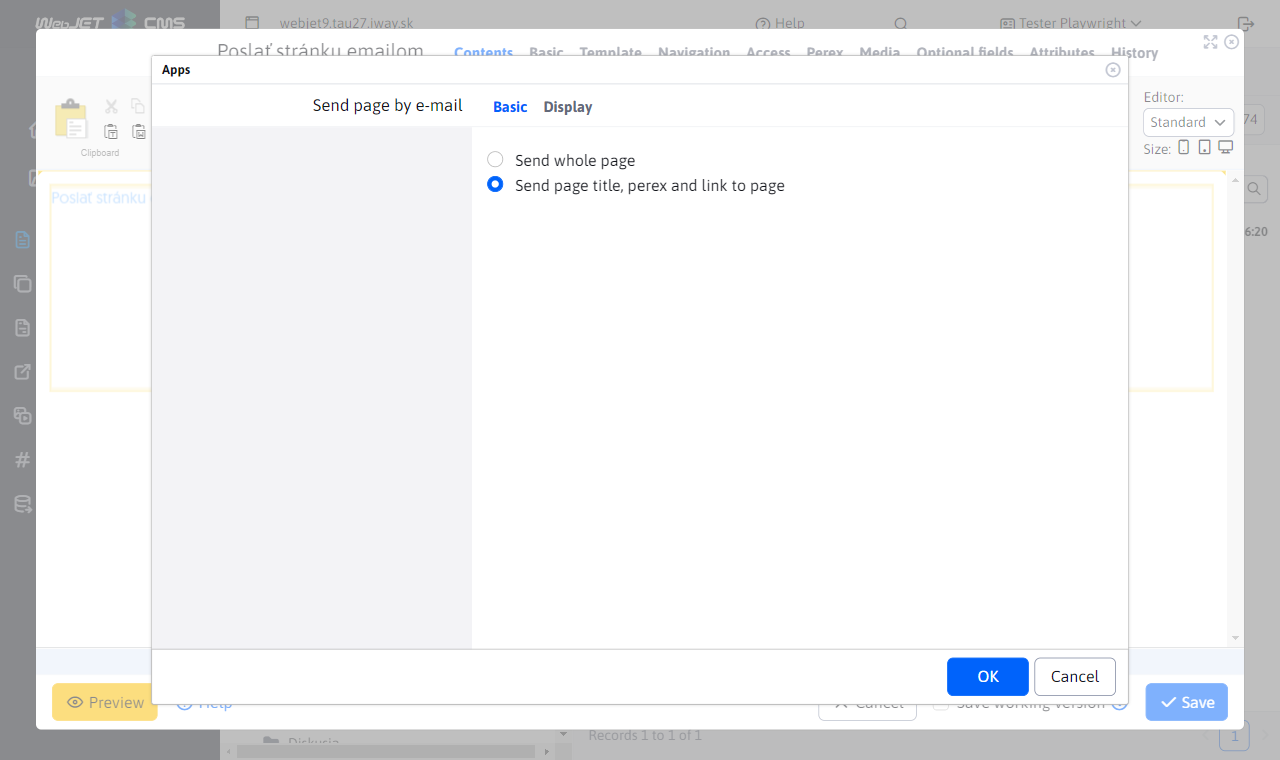 WebJET CMS
webjet9.tau27.iway.sk
Help
Tester Playwright
Poslať stránku emailom
Contents Basic Template Navigation Access Perex Media Optional fields Attributes History
Apps
Send page by e-mail
Basic Display
Clipboard
Editor:
Standard
Size:
74
Poslať stránku
6:20
Send whole page
Send page title, perex and link to page
OK
Cancel
Preview
Help
Cancel
Save working version
Save
Diskusia
Records 1 to 1 of 1
1